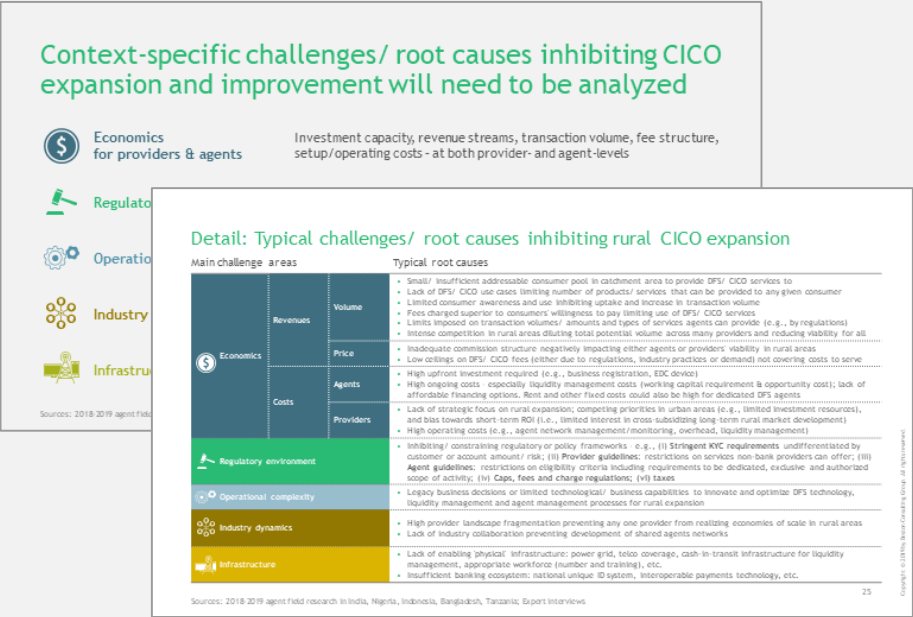 Context-specific challenges/ root causes inhibiting CICO
expansion and improvement will need to be analyzed
Economics
for providers & agents
Investment capacity, revenue streams, transaction volume, fee structure,
setup/operating costs - at both provider- and agent-levels
Regulato
Operatio
Industry
Infrastru
Sources: 2018-2019 agent field
Detail: Typical challenges/ root causes inhibiting rural CICO expansion
Main challenge areas
Typical root causes
Economics
Revenues
Volume
• Small/ insufficient addressable consumer pool in catchment area to provide DFS/ CICO services to
• Lack of DFS/ CICO use cases limiting number of products/ services that can be provided to any given consumer
• Limited consumer awareness and use inhibiting uptake and increase in transaction volume
• Fees charged superior to consumers' willingness to pay limiting use of DFS/ CICO services
• Limits imposed on transaction volumes/ amounts and types of services agents can provide (e.g., by regulations)
• Intense competition in rural areas diluting total potential volume across many providers and reducing viability for all
Price
• Inadequate commission structure negatively impacting either agents or providers' viability in rural areas
• Low ceilings on DFS/ CICO fees (either due to regulations, industry practices or demand) not covering costs to serve
Costs
Agents
• High upfront investment required (e.g., business registration, EDC device)
• High ongoing costs - especially liquidity management costs (working capital requirement & opportunity cost); lack of
affordable financing options. Rent and other fixed costs could also be high for dedicated DFS agents
Providers
• Lack of strategic focus on rural expansion; competing priorities in urban areas (e.g., limited investment resources),
and bias towards short-term ROI (i.e., limited interest in cross-subsidizing long-term rural market development)
• High operating costs (e.g., agent network management/monitoring, overhead, liquidity management)
Regulatory environment
• Inhibiting/ constraining regulatory or policy frameworks - e.g., (i) Stringent KYC requirements undifferentiated by
customer or account amount/ risk; (ii) Provider guidelines: restrictions on services non-bank providers can offer; (iii)
Agent guidelines: restrictions on eligibility criteria including requirements to be dedicated, exclusive and authorized
scope of activity; (iv) Caps, fees and charge regulations; (vi) taxes
Operational complexity
• Legacy business decisions or limited technological/ business capabilities to innovate and optimize DFS technology,
liquidity management and agent management processes for rural expansion
Industry dynamics
• High provider landscape fragmentation preventing any one provider from realizing economies of scale in rural areas
• Lack of industry collaboration preventing development of shared agents networks
Infrastructure
• Lack of enabling 'physical' infrastructure: power grid, telco coverage, cash-in-transit infrastructure for liquidity
management, appropriate workforce (number and training), etc.
• Insufficient banking ecosystem: national unique ID system, interoperable payments technology, etc.
Sources: 2018-2019 agent field research in India, Nigeria, Indonesia, Bangladesh, Tanzania; Expert interviews
25
Copyright © 2019 by Boston Consulting Group. All rights reserved.